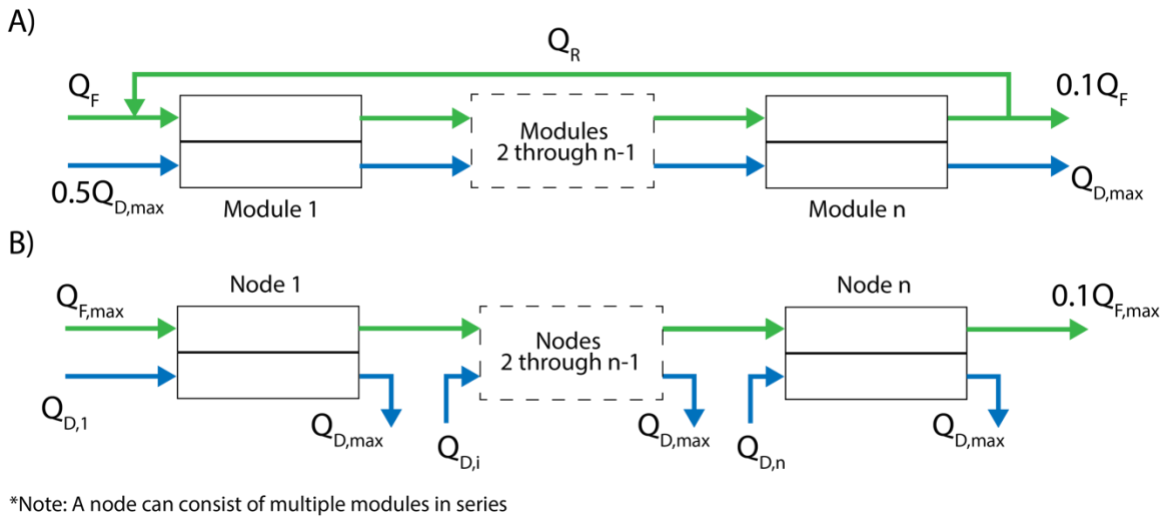 A)
Q_R
Q_F
0.1Q_F
Modules
2 through n-1
0.5Q_D,max
Module 1
Module n
Q_D,max
B)
Node 1
Node n
Q_F,max
0.1Q_F,max
Nodes
2 through n-1
Q_D,1
Q_D,max
Q_D,i
Q_D,max
Q_D,n
Q_D,max
*Note: A node can consist of multiple modules in series